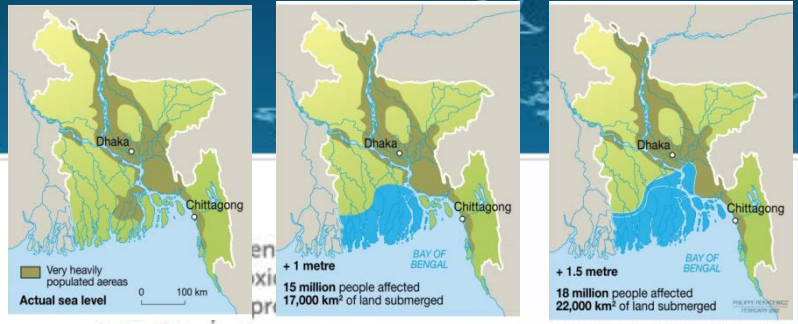 Dhaka
Chittagong
Very heavily
populated aereas
Actual sea level
0 100 km
Dhaka
Chittagong
BAY OF
BENGAL
+ 1 metre
15 million people affected
17,000 km² of land submerged
Dhaka
Chittagong
BAY OF
BENGAL
+ 1.5 metre
18 million people affected
22,000 km² of land submerged
PHILIPPE REKACEWICZ